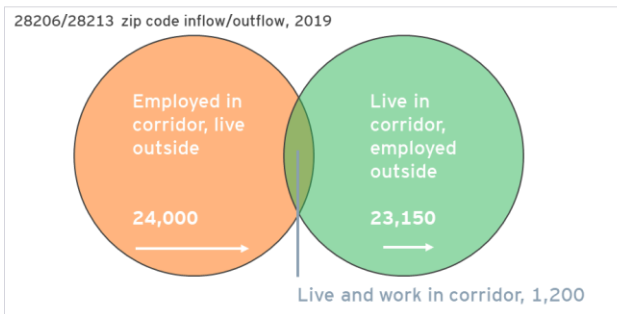 28206/28213 zip code inflow/outflow, 2019
Employed in
corridor, live
outside
24,000
Live in
corridor,
employed
outside
23,150
Live and work in corridor, 1,200